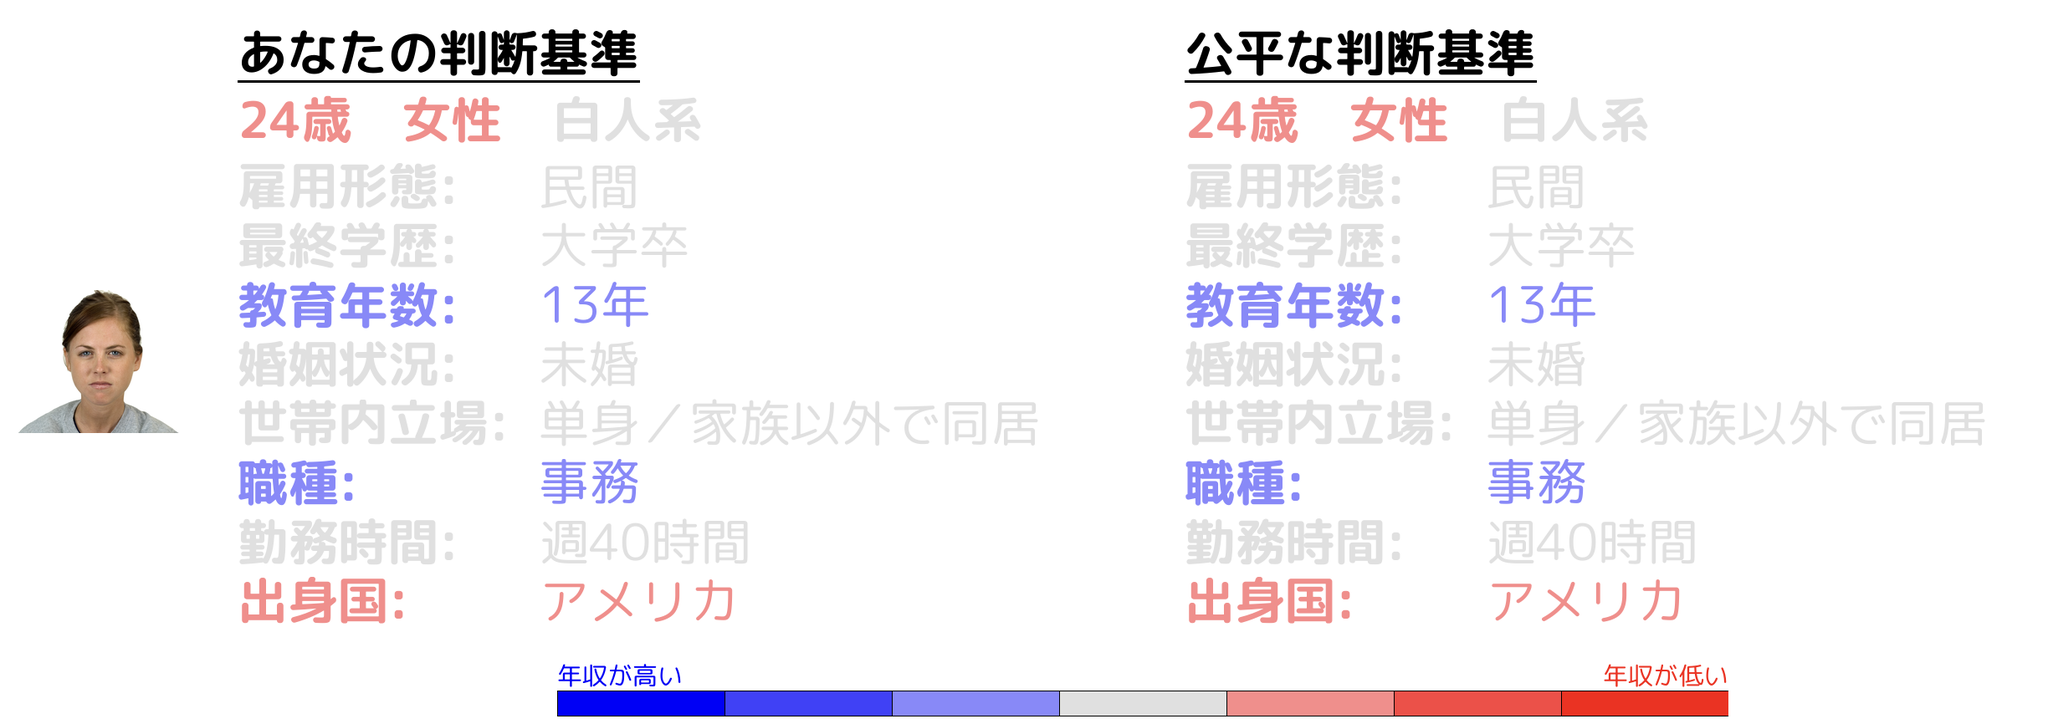 あなたの判断基準
24歳 女性 白人系
雇用形態: 民間
最終学歴: 大学卒
教育年数: 13年
婚姻状況: 未婚
世帯内立場: 単身／家族以外で同居
職種: 事務
勤務時間: 週40時間
出身国: アメリカ
公平な判断基準
24歳 女性 白人系
雇用形態: 民間
最終学歴: 大学卒
教育年数: 13年
婚姻状況: 未婚
世帯内立場: 単身／家族以外で同居
職種: 事務
勤務時間: 週40時間
出身国: アメリカ
年収が高い
年収が低い